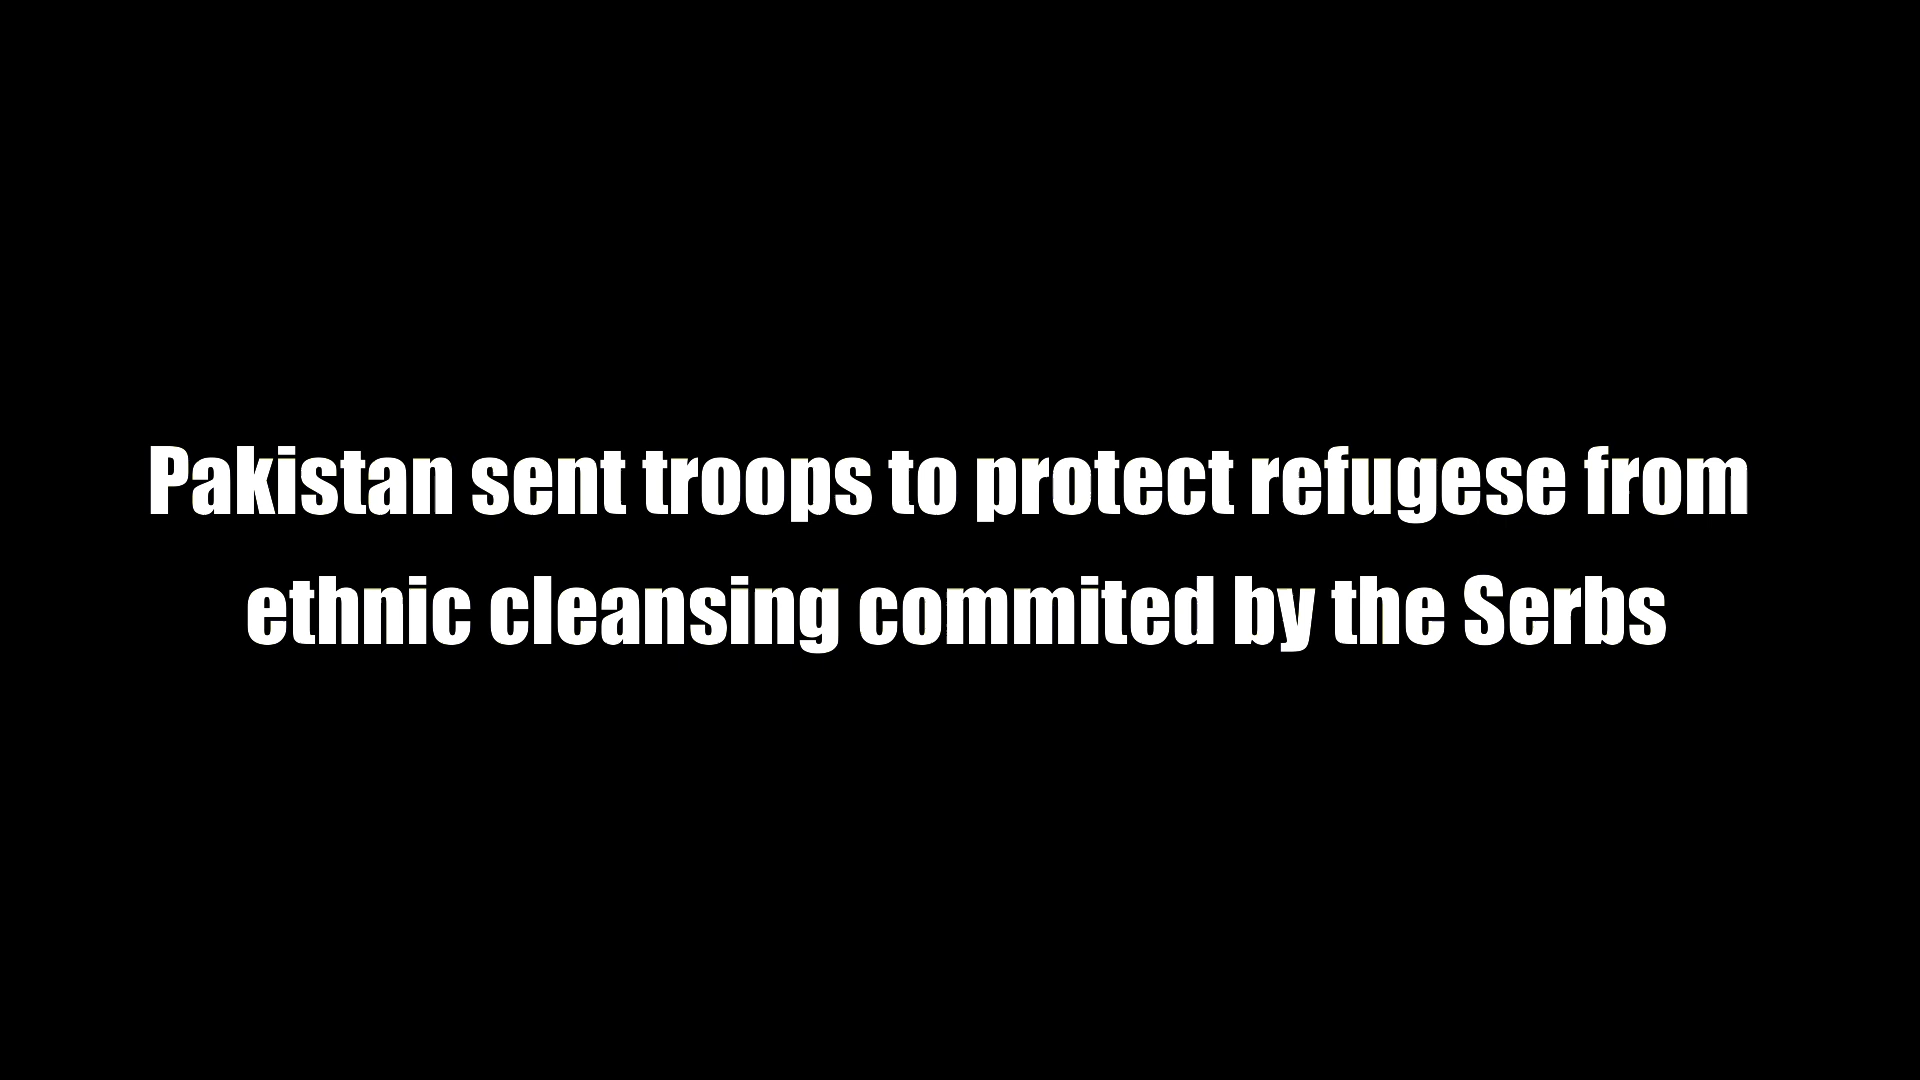 Pakistan sent troops to protect refugese from
ethnic cleansing commited by the Serbs